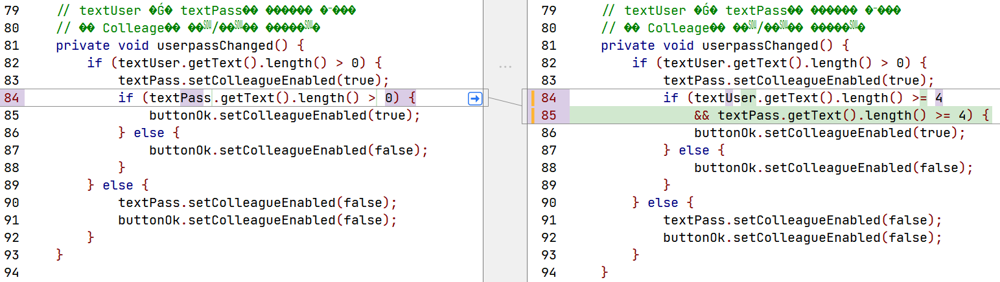 79 // textUser �Ǵ� textPass�� ������ �־���
80 // �� Colleage�� ��/���� ������
81 private void userpassChanged() {
82 if (textUser.getText().length() > 0) {
83 textPass.setColleagueEnabled(true);
84 if (textPass.getText().length() > 0) {
85 buttonOk.setColleagueEnabled(true);
86 } else {
87 buttonOk.setColleagueEnabled(false);
88 }
89 } else {
90 textPass.setColleagueEnabled(false);
91 buttonOk.setColleagueEnabled(false);
92 }
93 }
94
79 // textUser �Ǵ� textPass�� ������ �־���
80 // �� Colleage�� ��/���� ������
81 private void userpassChanged() {
82 if (textUser.getText().length() > 0) {
83 textPass.setColleagueEnabled(true);
84 if (textUser.getText().length() >= 4
85 && textPass.getText().length() >= 4) {
86 buttonOk.setColleagueEnabled(true);
87 } else {
88 buttonOk.setColleagueEnabled(false);
89 }
90 } else {
91 textPass.setColleagueEnabled(false);
92 buttonOk.setColleagueEnabled(false);
93 }
94 }